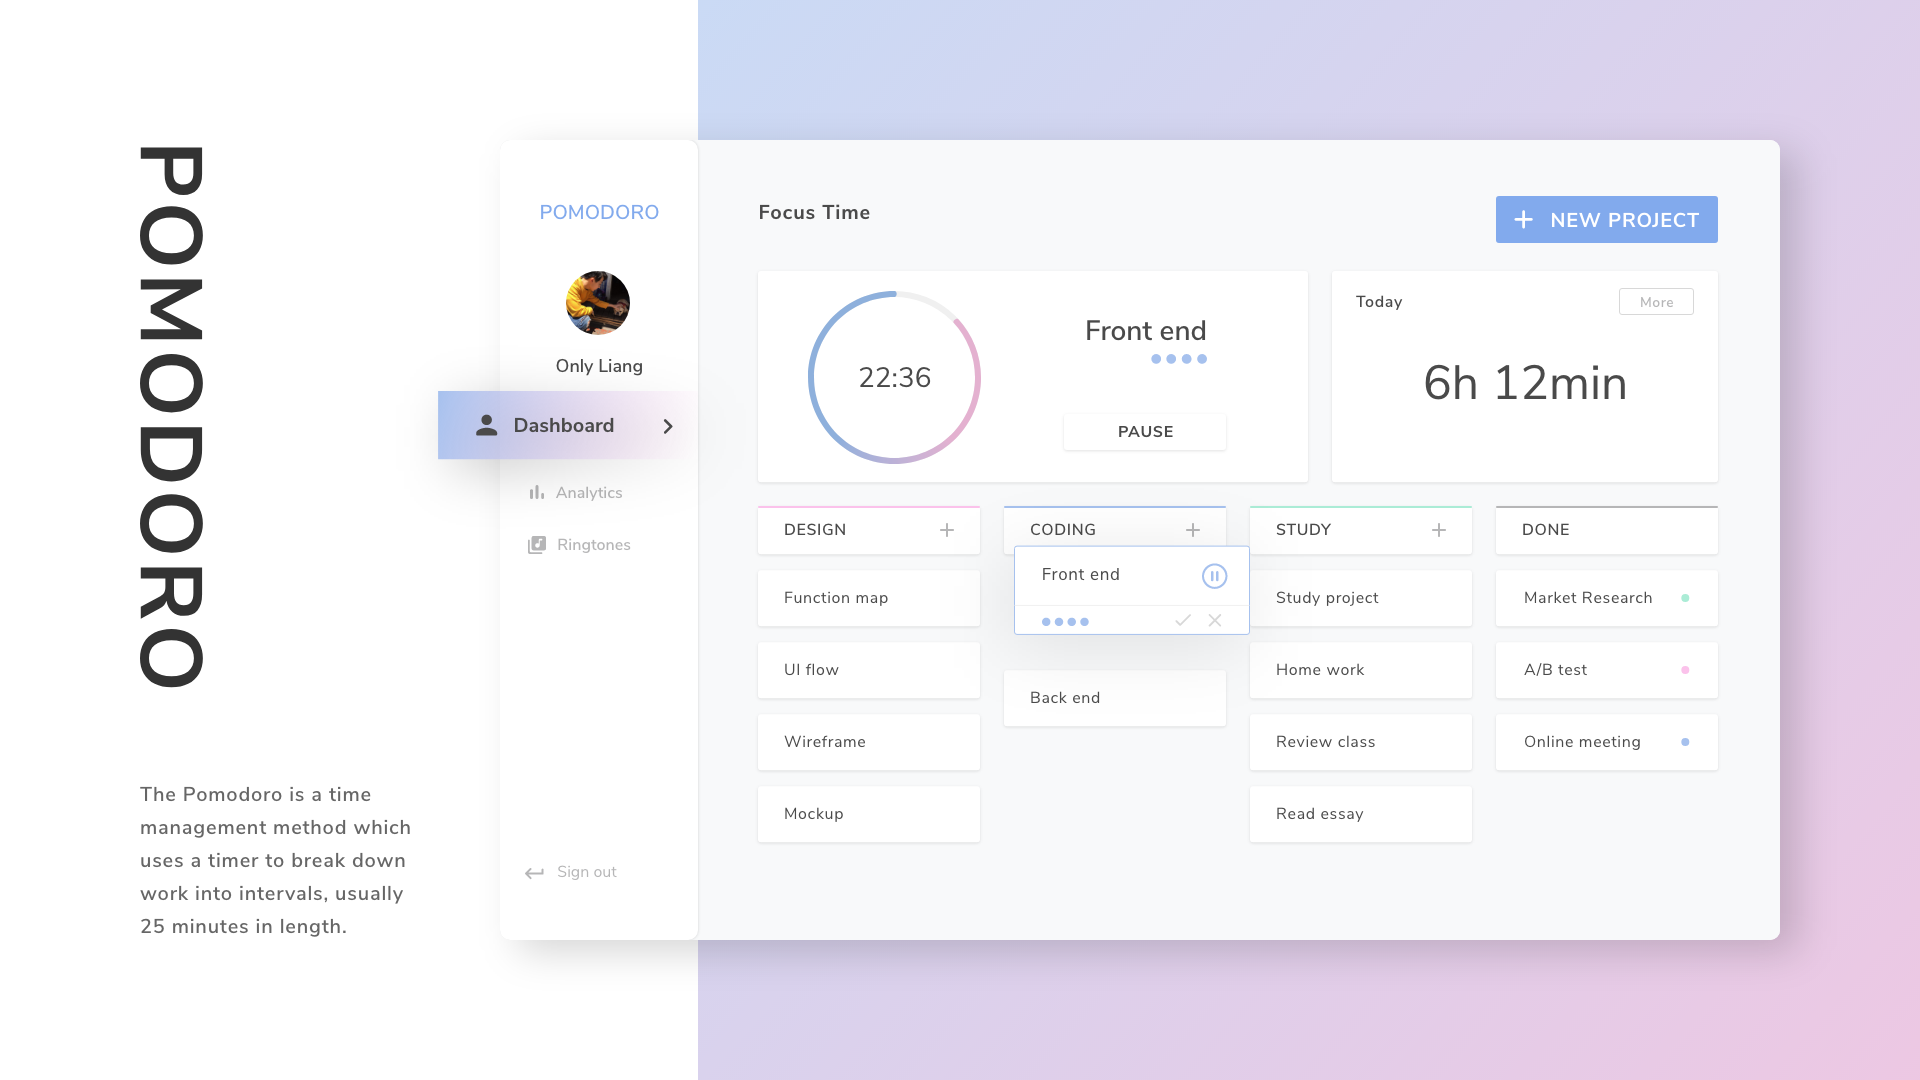 POMODORO
The Pomodoro is a time
management method which
uses a timer to break down
work into intervals, usually
25 minutes in length.
POMODORO
Only Liang
Dashboard
Analytics
Ringtones
Sign out
Focus Time
NEW PROJECT
22:36
Front end
PAUSE
Today
More
6h 12min
DESIGN
Function map
UI flow
Wireframe
Mockup
CODING
Front end
Back end
STUDY
Study project
Home work
Review class
Read essay
DONE
Market Research
A/B test
Online meeting